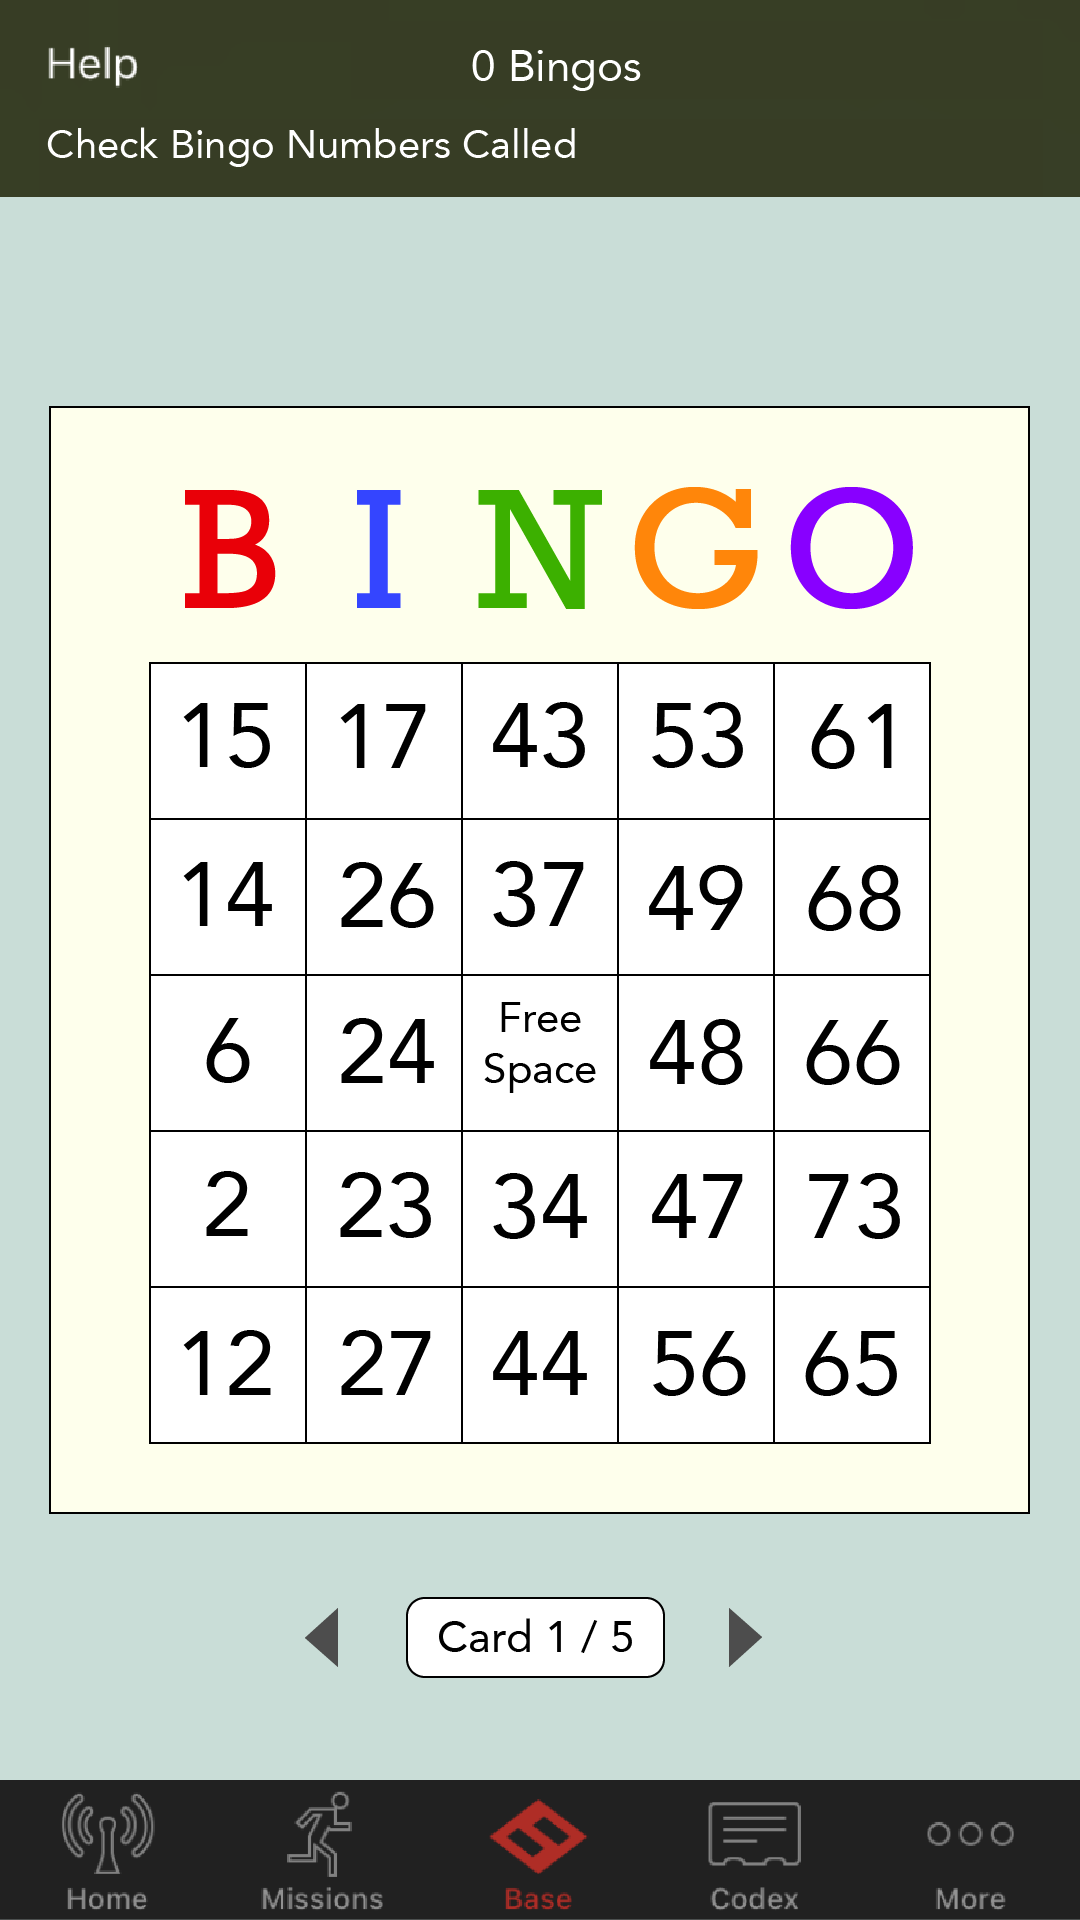 Help
0 Bingos
Check Bingo Numbers Called
B I N G O
15 17 43 53 61
14 26 37 49 68
6 24 Free Space 48 66
2 23 34 47 73
12 27 44 56 65
Card 1 / 5
Home Missions Base Codex More